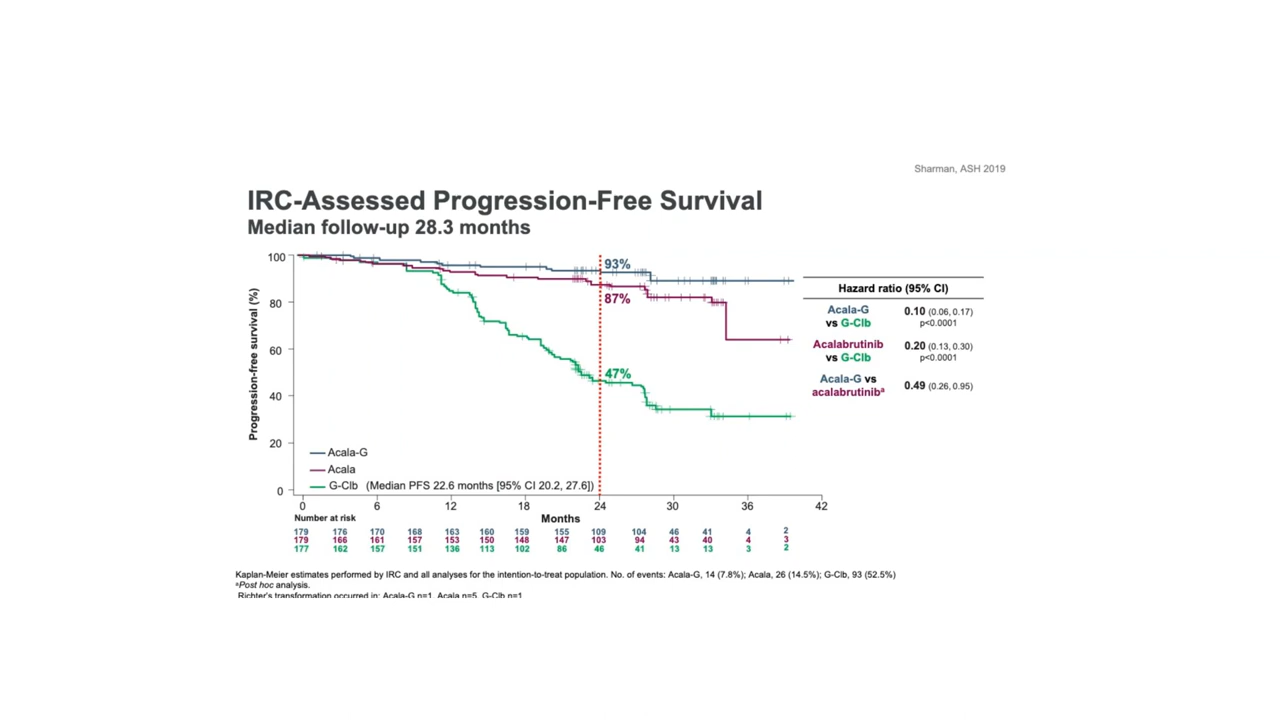 Sharman, ASH 2019
IRC-Assessed Progression-Free Survival
Median follow-up 28.3 months
Progression-free survival (%)
100
80
60
40
20
0
93%
87%
47%
Acala-G
Acala
G-Clb (Median PFS 22.6 months [95% CI 20.2, 27.6])
0 6 12 18 24 30 36 42
Months
Number at risk
179 176 170 168 163 160 159 155 109 104 46 41 4 2
179 166 161 157 153 150 148 147 103 94 43 40 4 3
177 162 157 151 136 113 102 86 46 41 13 13 3 2
Hazard ratio (95% CI)
Acala-G vs G-Clb
0.10 (0.06, 0.17)
p<0.0001
Acalabrutinib vs G-Clb
0.20 (0.13, 0.30)
p<0.0001
Acala-G vs acalabrutinibᵃ
0.49 (0.26, 0.95)
Kaplan-Meier estimates performed by IRC and all analyses for the intention-to-treat population. No. of events: Acala-G, 14 (7.8%); Acala, 26 (14.5%); G-Clb, 93 (52.5%)
ᵃPost hoc analysis.
Richter's transformation occurred in: Acala-G n=1, Acala n=5, G-Clb n=1